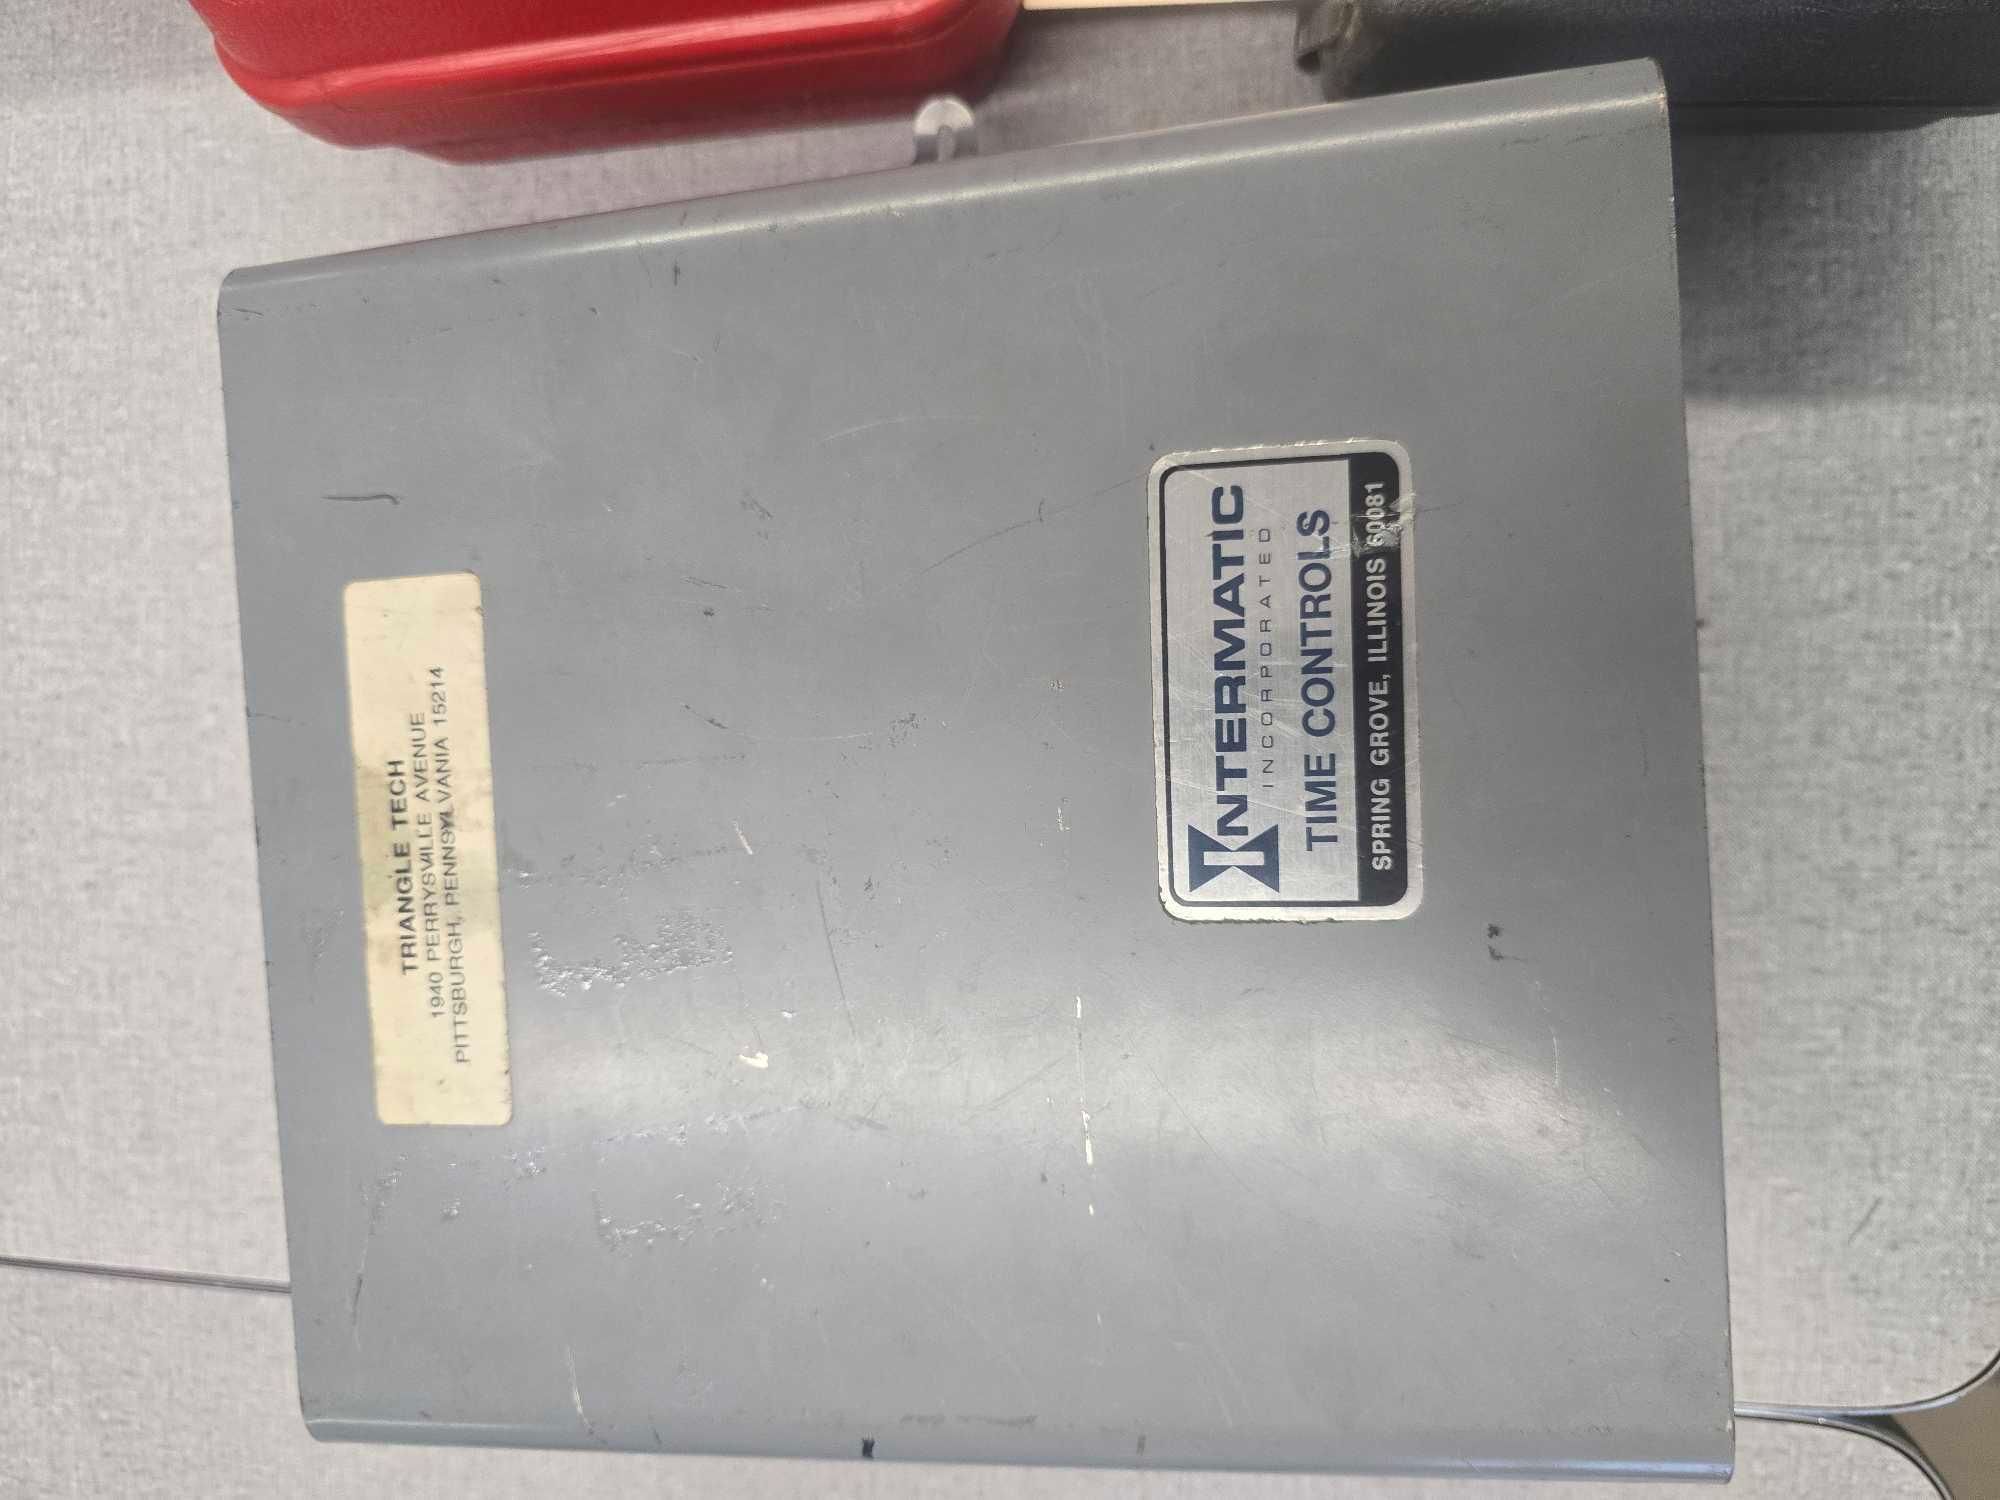 TRIANGLE TECH
1940 PERRYSVILLE AVENUE
PITTSBURGH, PENNSYLVANIA 15214
INTERMATIC
INCORPORATED
TIME CONTROLS
SPRING GROVE, ILLINOIS 60081